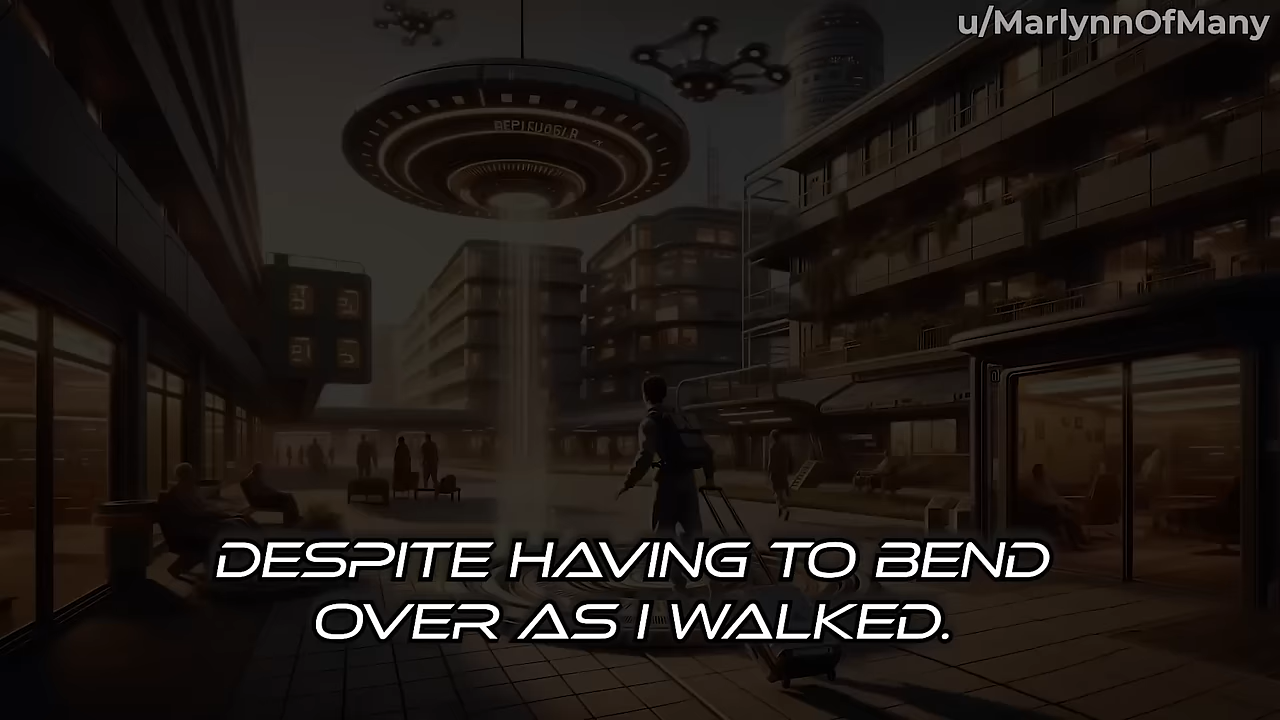 u/MarlynnOfMany
DESPITE HAVING TO BEND
OVER AS I WALKED.